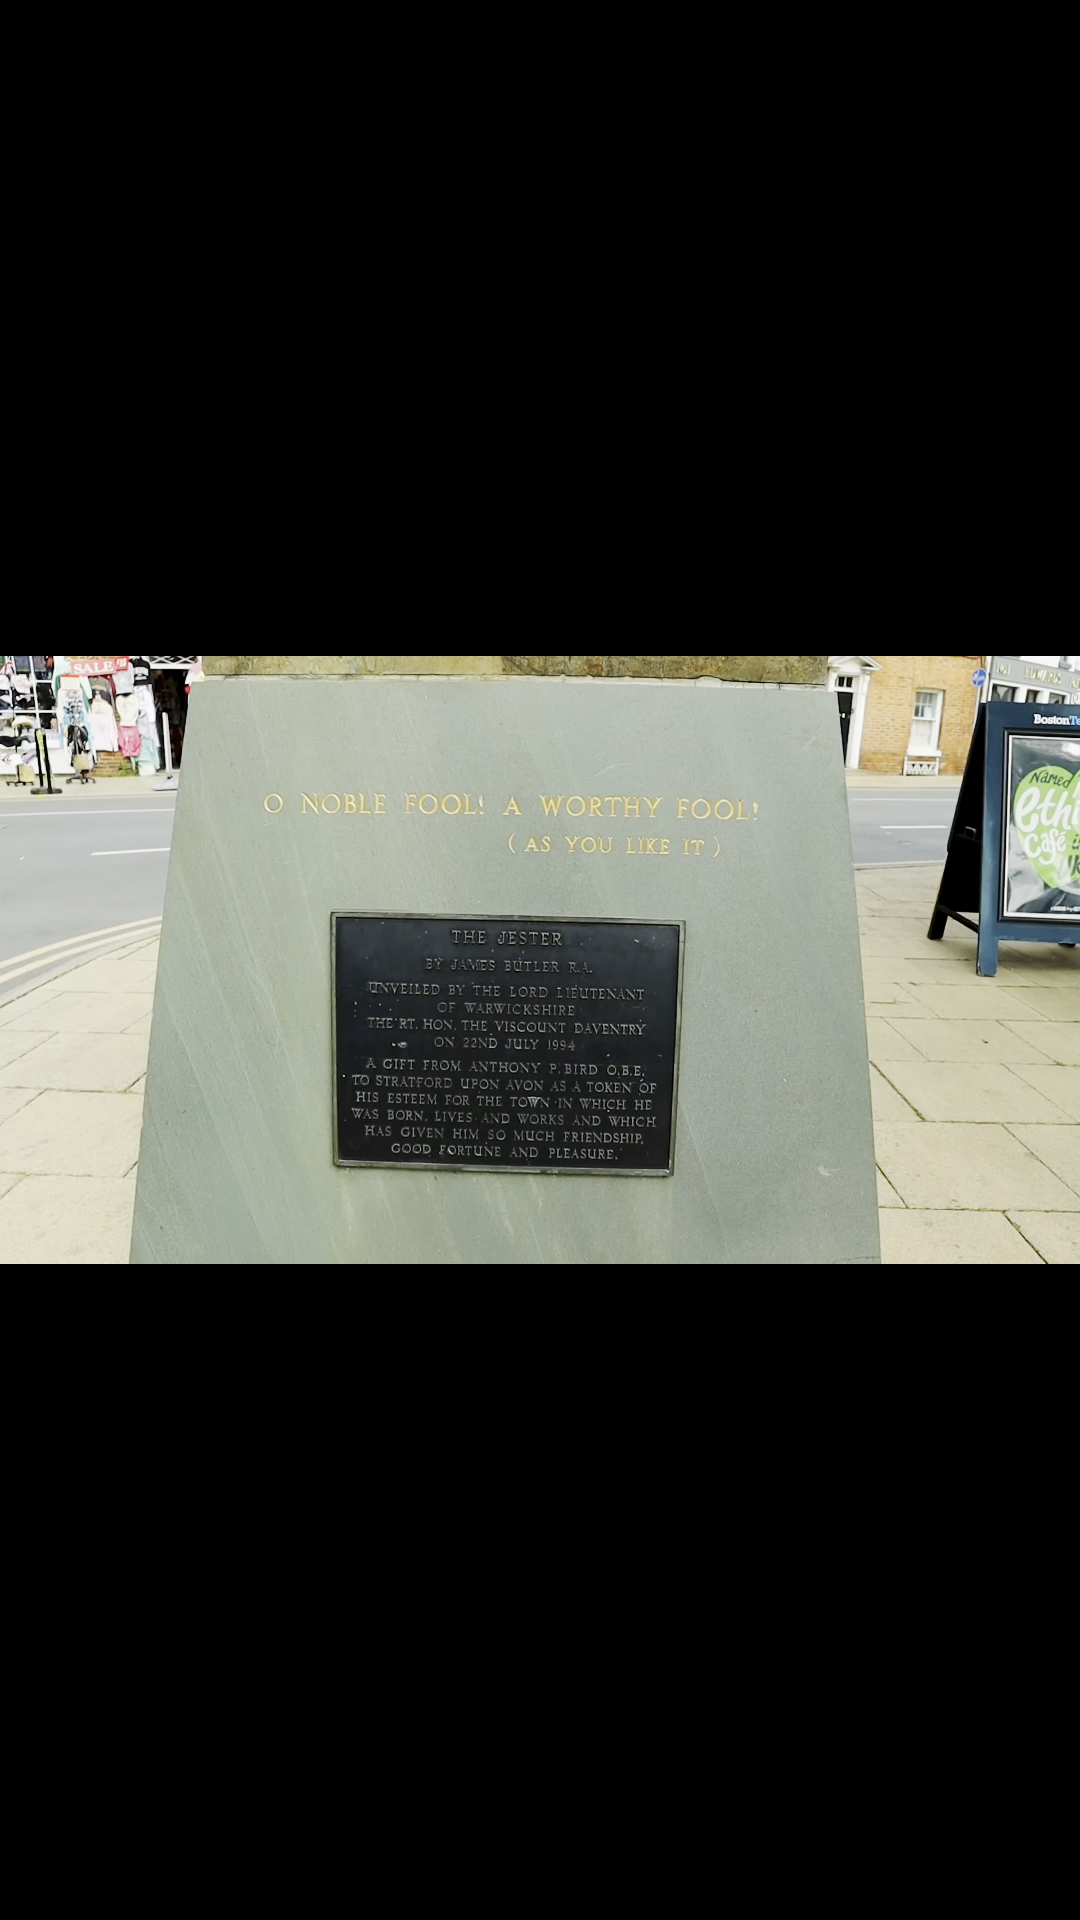 SALE
O NOBLE FOOL! A WORTHY FOOL!
(AS YOU LIKE IT)
THE JESTER
BY JAMES BUTLER R.A.
UNVEILED BY THE LORD LIEUTENANT
OF WARWICKSHIRE
THE RT. HON. THE VISCOUNT DAVENTRY
ON 22ND JULY 1994
A GIFT FROM ANTHONY P. BIRD O.B.E.
TO STRATFORD UPON AVON AS A TOKEN OF
HIS ESTEEM FOR THE TOWN IN WHICH HE
WAS BORN, LIVES AND WORKS AND WHICH
HAS GIVEN HIM SO MUCH FRIENDSHIP,
GOOD FORTUNE AND PLEASURE.
BostonTe
Named
ethi
Café